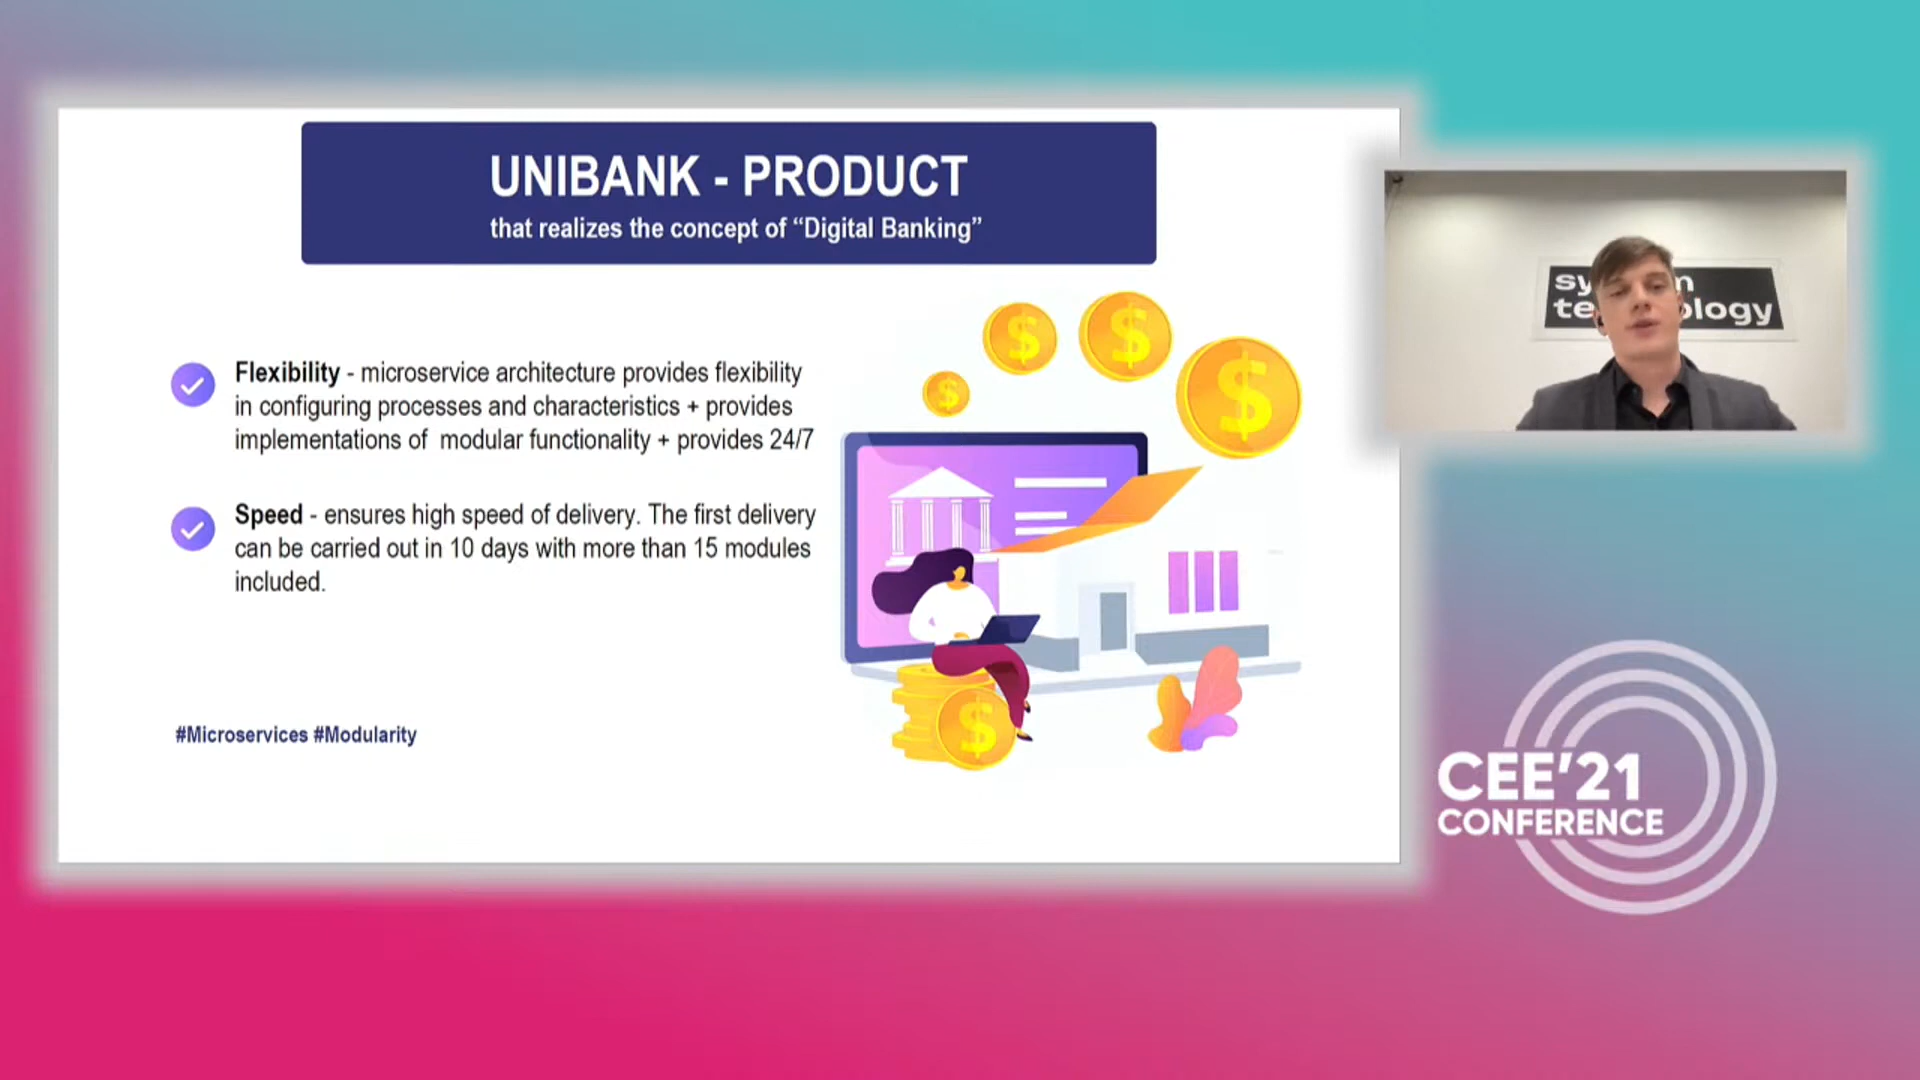 UNIBANK - PRODUCT
that realizes the concept of “Digital Banking”
Flexibility - microservice architecture provides flexibility
in configuring processes and characteristics + provides
implementations of modular functionality + provides 24/7
Speed - ensures high speed of delivery. The first delivery
can be carried out in 10 days with more than 15 modules
included.
#Microservices #Modularity
CEE’21
CONFERENCE